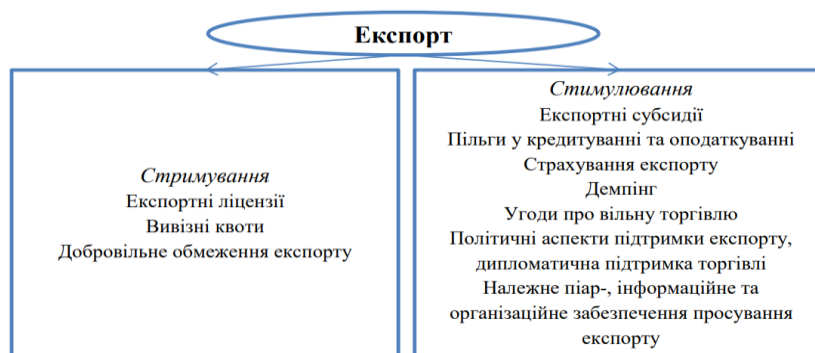 Експорт
Стримування
Експортні ліцензії
Вивізні квоти
Добровільне обмеження експорту
Стимулювання
Експортні субсидії
Пільги у кредитуванні та оподаткуванні
Страхування експорту
Демпінг
Угоди про вільну торгівлю
Політичні аспекти підтримки експорту,
дипломатична підтримка торгівлі
Належне піар-, інформаційне та
організаційне забезпечення просування
експорту